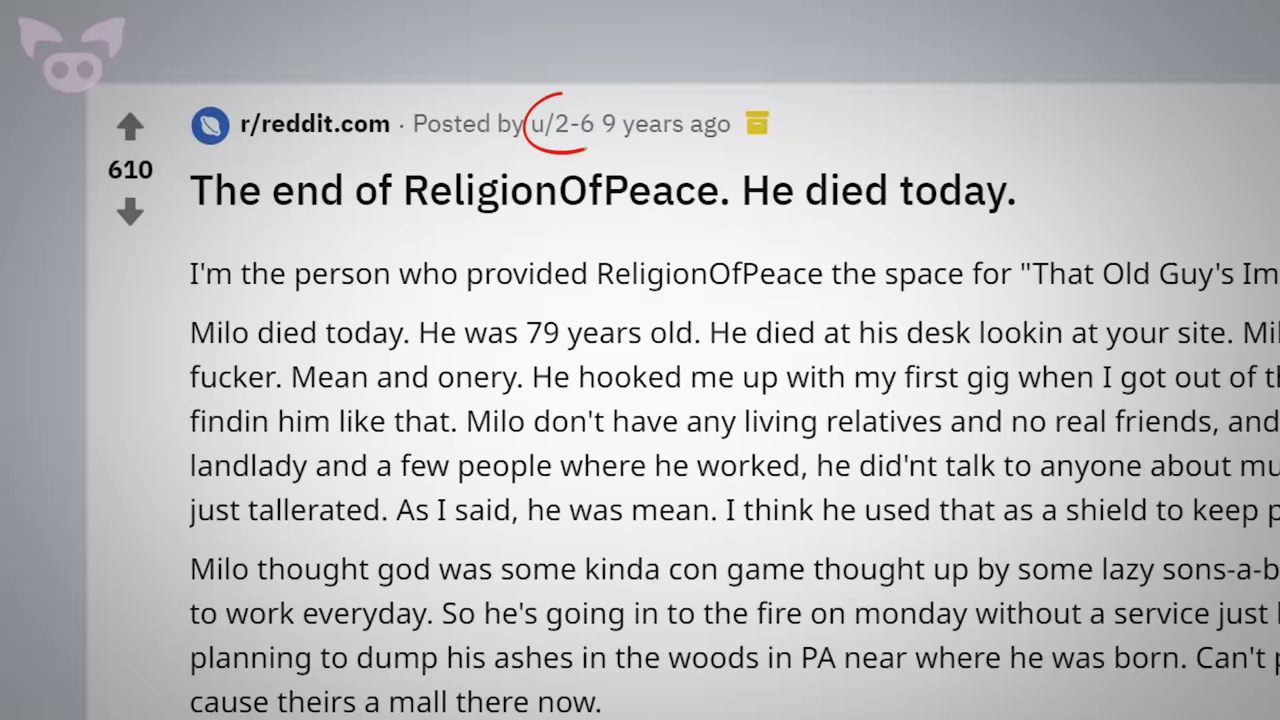 r/reddit.com · Posted by u/2-6 9 years ago
610
The end of ReligionOfPeace. He died today.
I'm the person who provided ReligionOfPeace the space for "That Old Guy's Im
Milo died today. He was 79 years old. He died at his desk lookin at your site. Mil
fucker. Mean and onery. He hooked me up with my first gig when I got out of th
findin him like that. Milo don't have any living relatives and no real friends, and
landlady and a few people where he worked, he did'nt talk to anyone about mu
just tallerated. As I said, he was mean. I think he used that as a shield to keep p
Milo thought god was some kinda con game thought up by some lazy sons-a-b
to work everyday. So he's going in to the fire on monday without a service just
planning to dump his ashes in the woods in PA near where he was born. Can't p
cause theirs a mall there now.